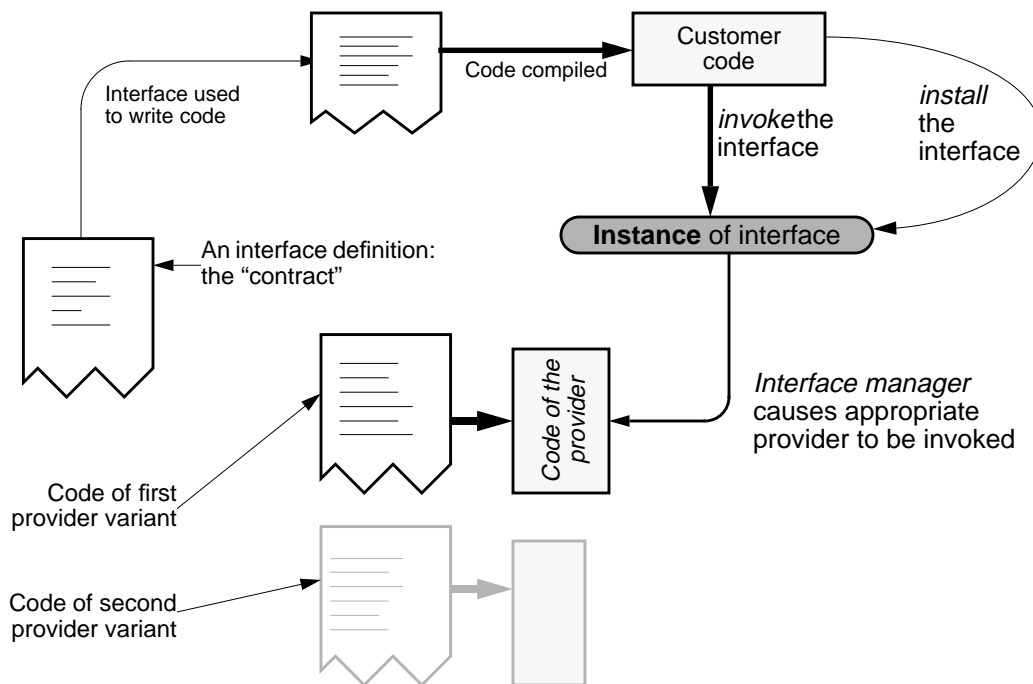 Customer
code
Code compiled
Interface used
to write code
invoke the
interface
install
the
interface
Instance of interface
An interface definition:
the “contract”
Code of the
provider
Interface manager
causes appropriate
provider to be invoked
Code of first
provider variant
Code of second
provider variant